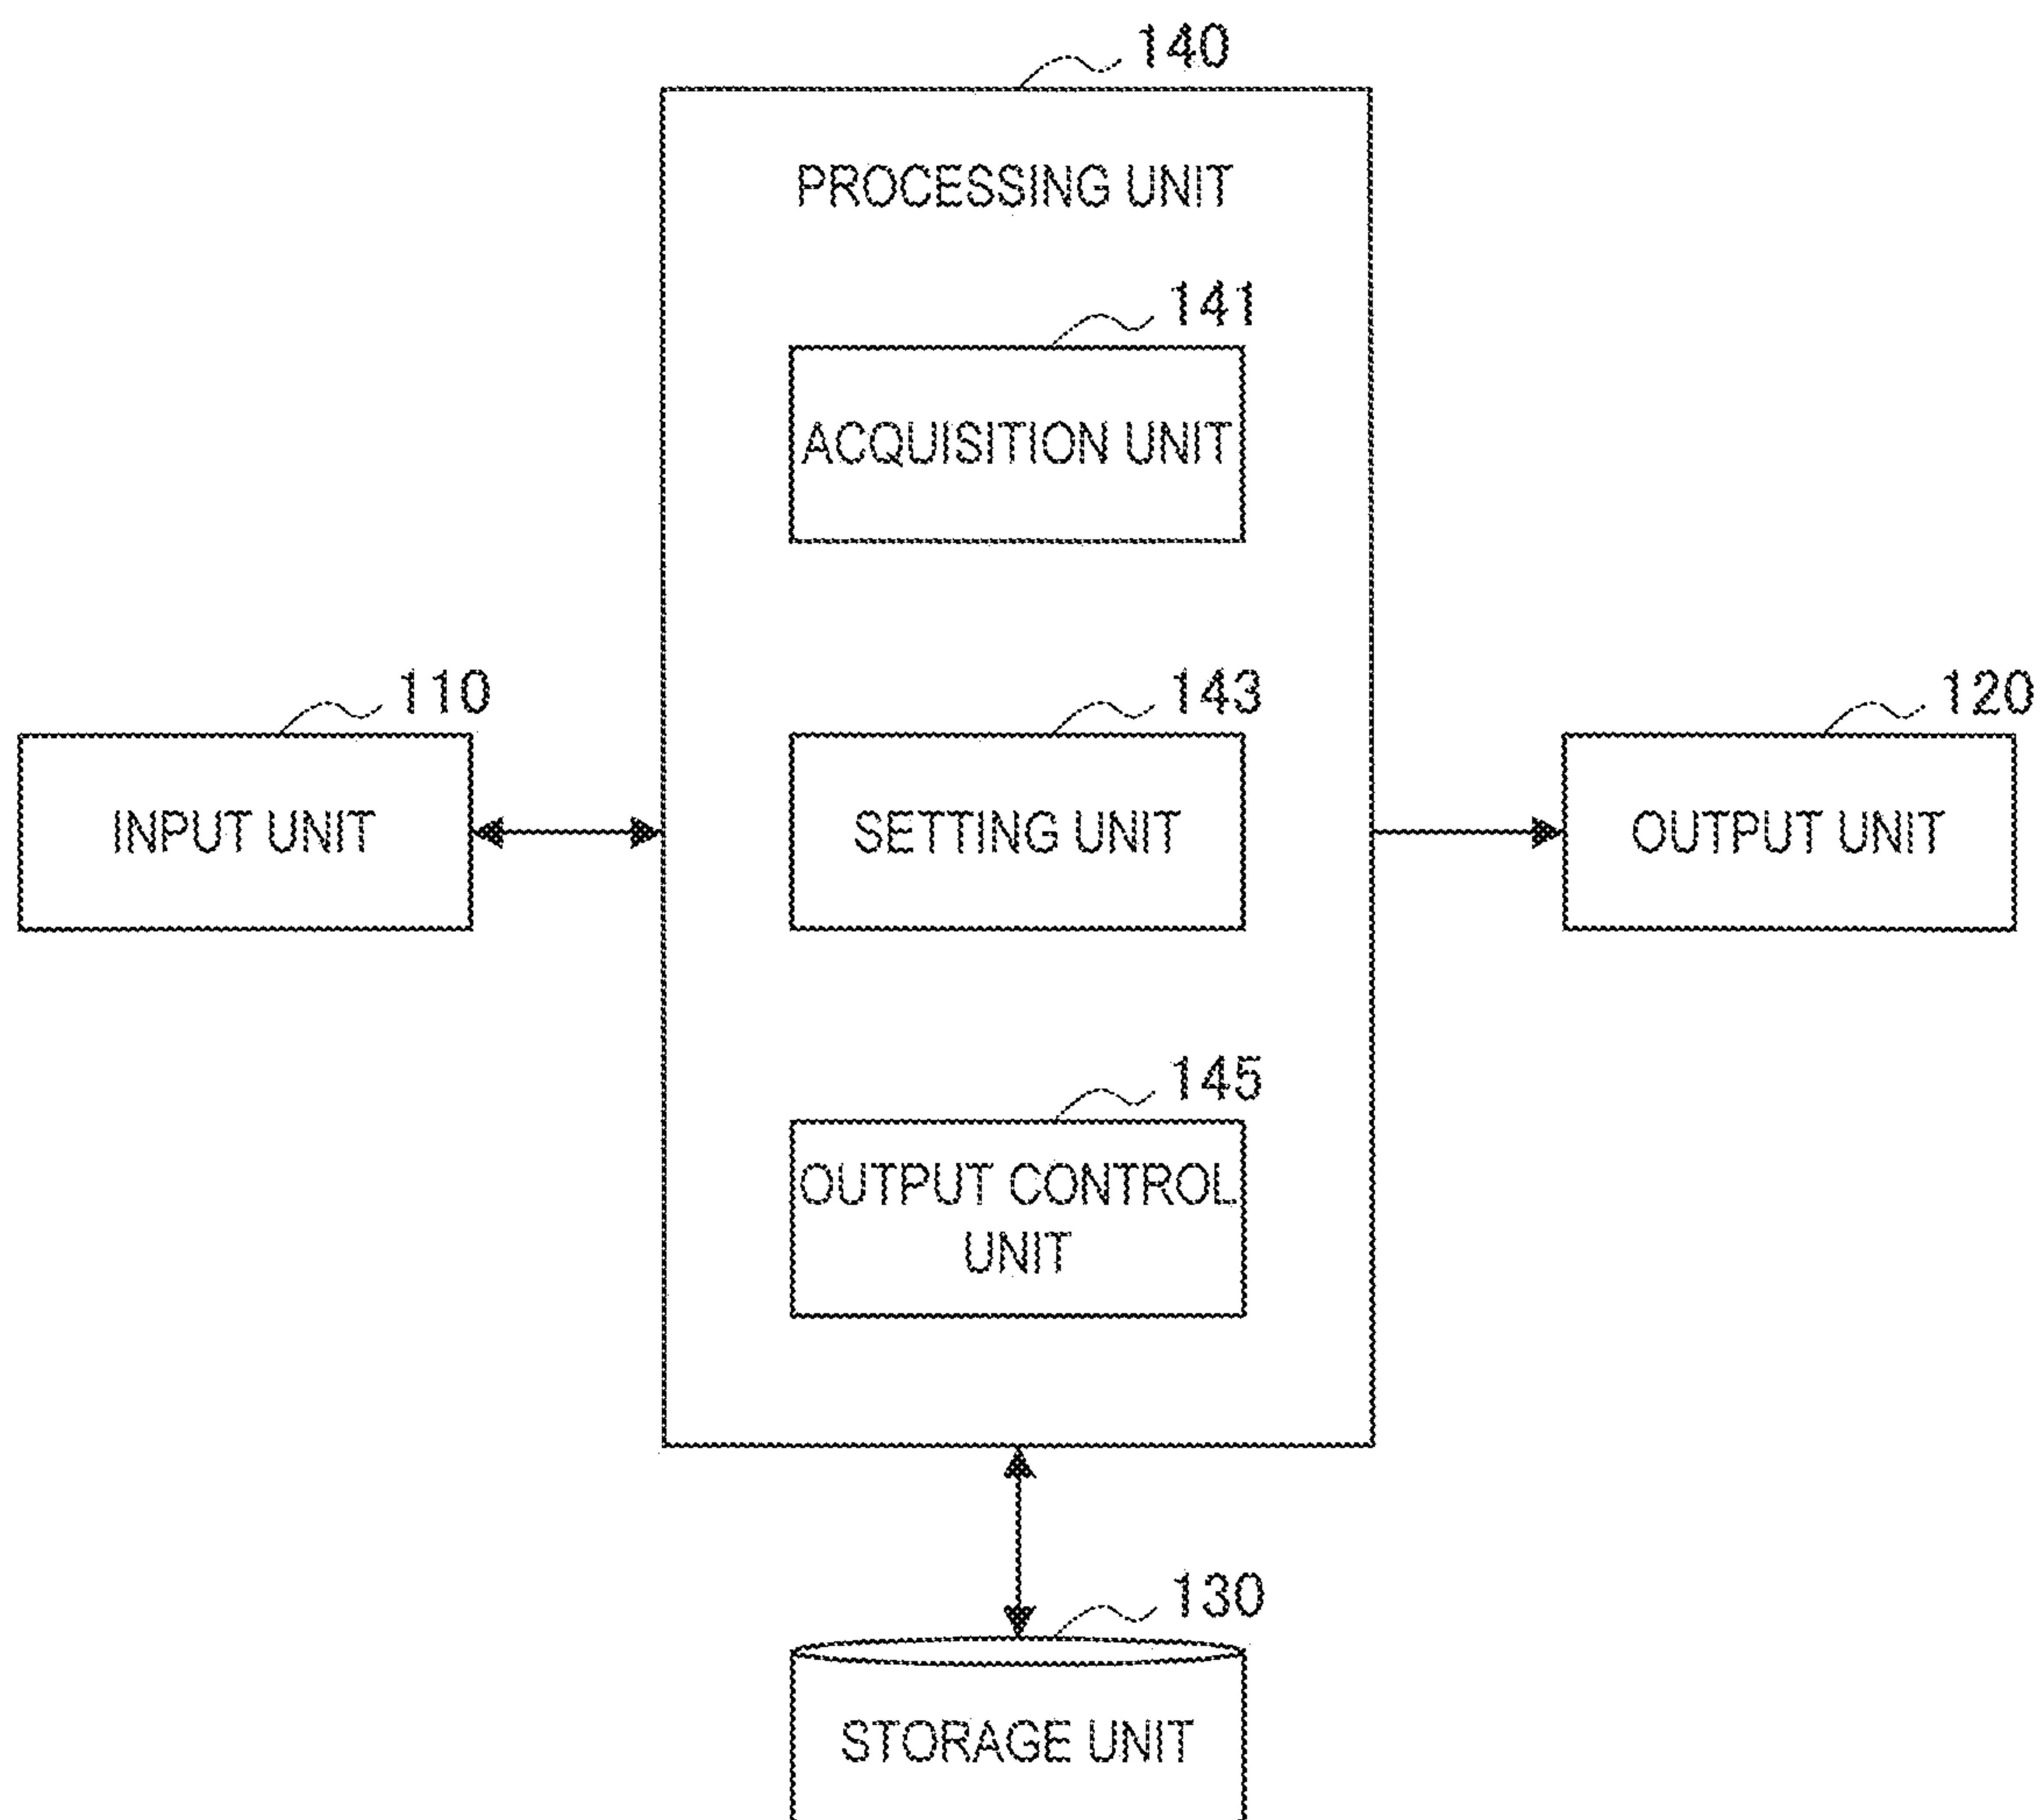 140
PROCESSING UNIT
141
ACQUISITION UNIT
110
143
120
INPUT UNIT
SETTING UNIT
OUTPUT UNIT
145
OUTPUT CONTROL
UNIT
130
STORAGE UNIT